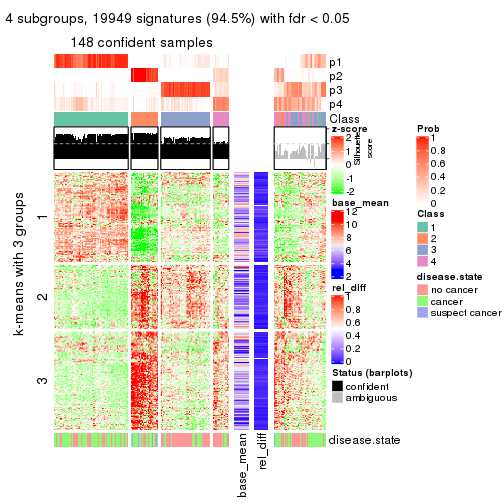 4 subgroups, 19949 signatures (94.5%) with fdr < 0.05
148 confident samples
p1
p2
p3
p4
Class
Silhouette score
2
1
0
k-means with 3 groups
1
2
3
base_mean
rel_diff
disease.state
z-score
2
1
0
-1
-2
base_mean
12
10
8
6
4
2
rel_diff
1
0.8
0.6
0.4
0.2
0
Status (barplots)
confident
ambiguous
Prob
1
0.8
0.6
0.4
0.2
0
Class
1
2
3
4
disease.state
no cancer
cancer
suspect cancer